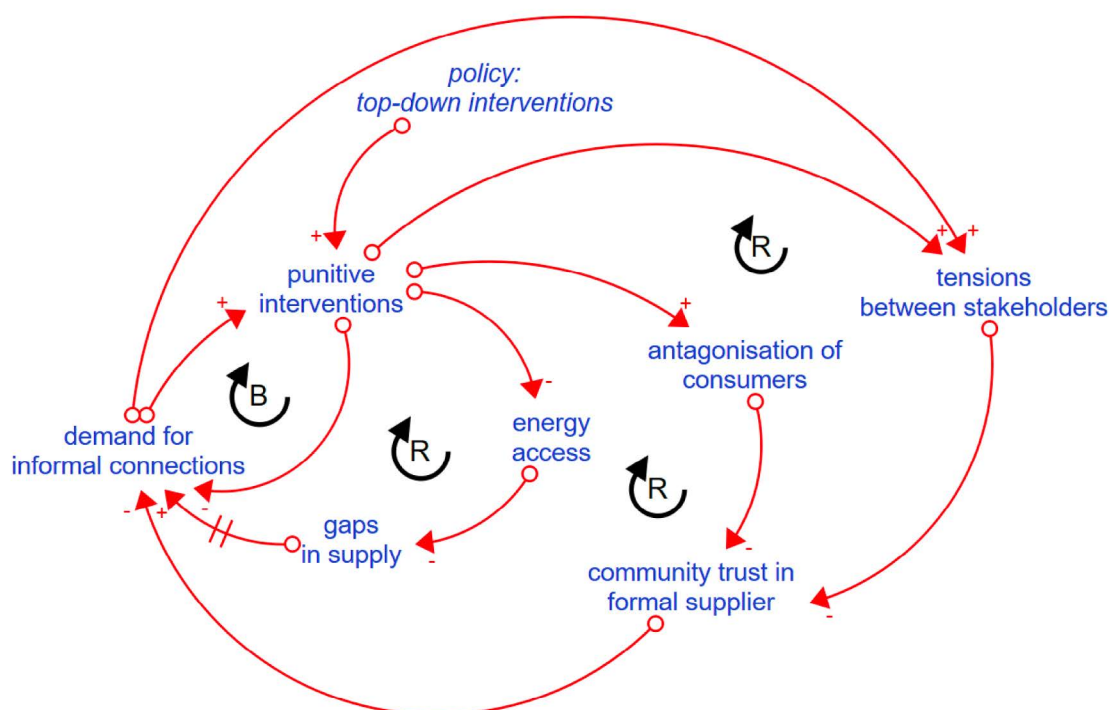 policy:
top-down interventions
+
punitive
interventions
+
R
+ +
tensions
between stakeholders
+
antagonisation of
consumers
B
-
demand for
informal connections
R
energy
access
R
- + -
gaps
in supply
-
-
community trust in
formal supplier
-